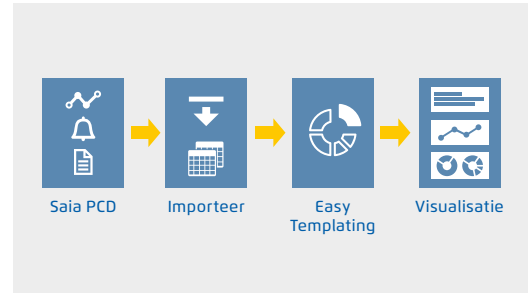 Saia PCD
Importeer
Easy
Templating
Visualisatie